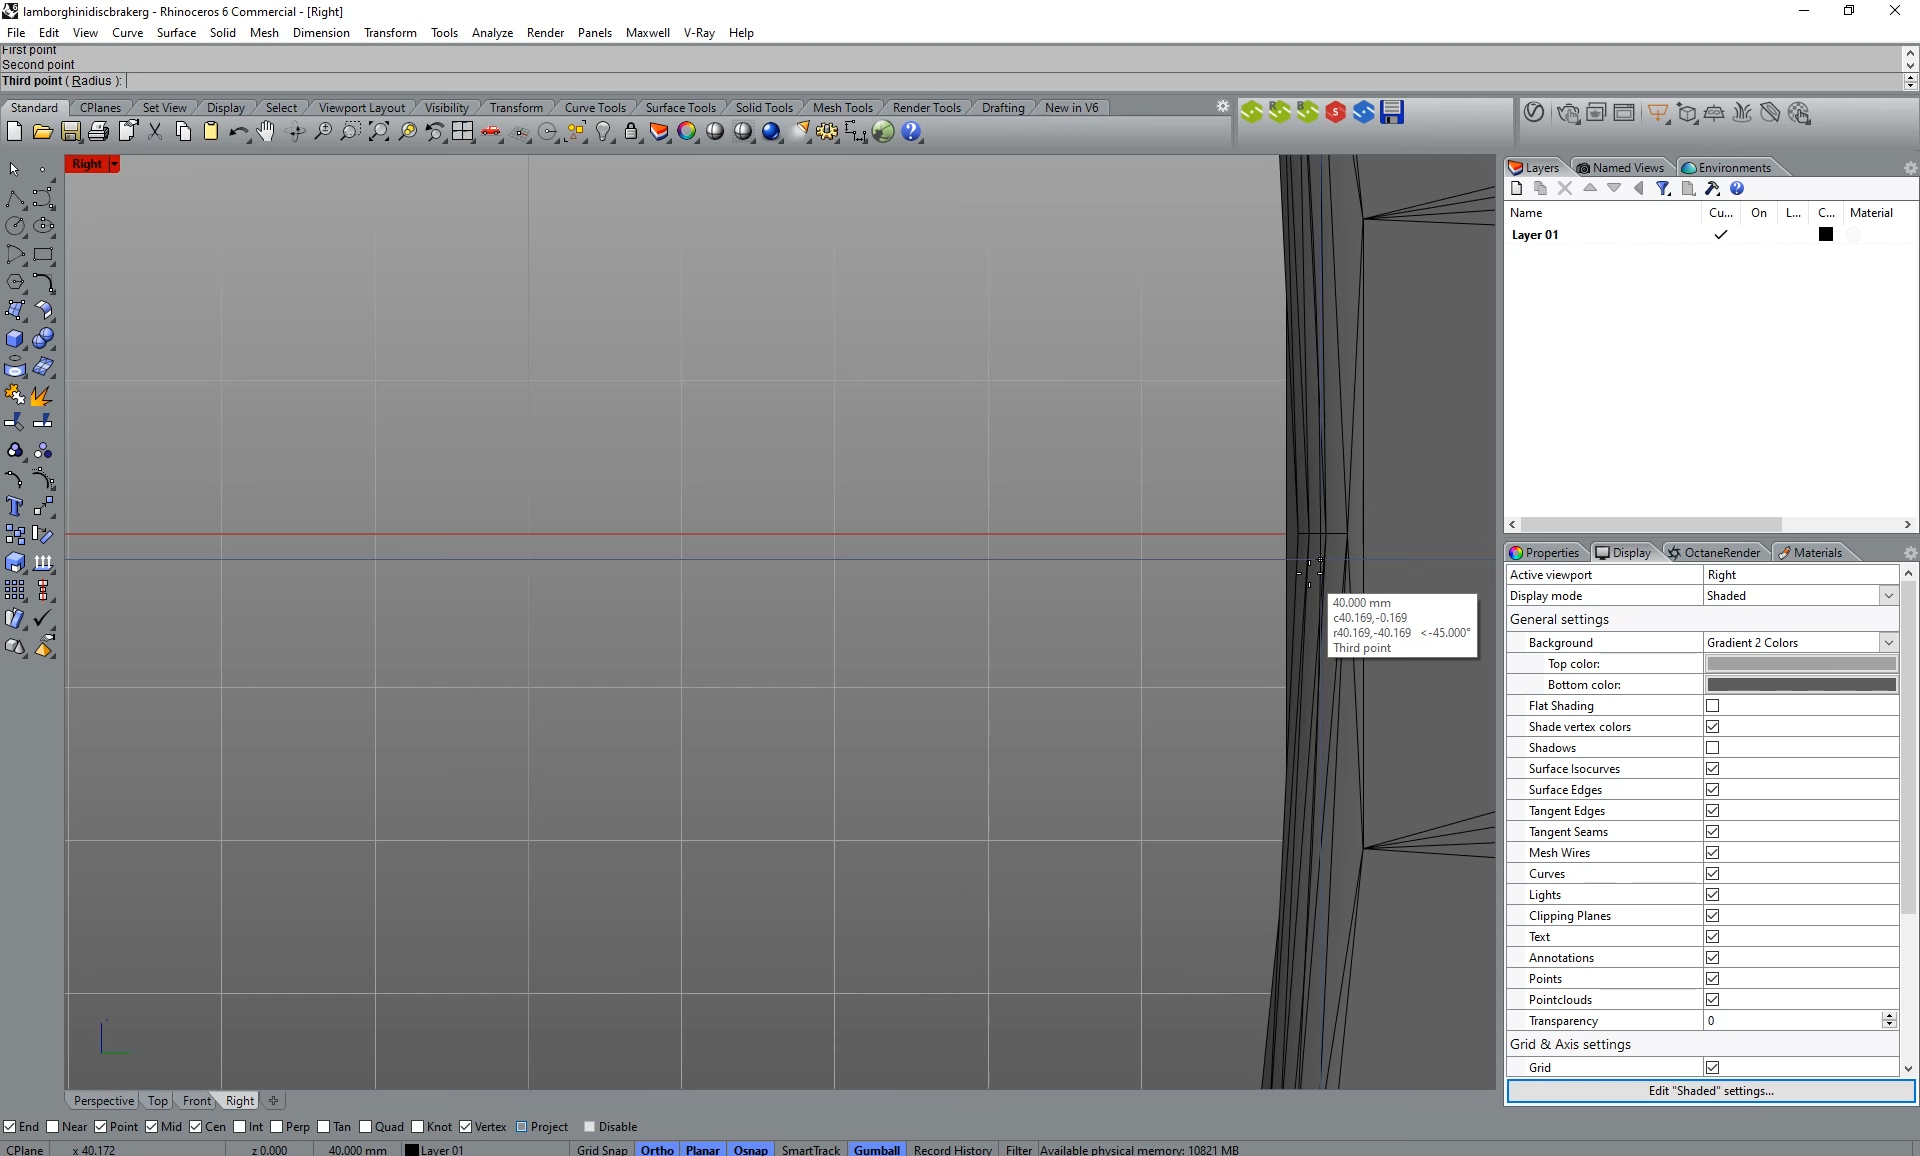 lamborghinidiscbrakerg - Rhinoceros 6 Commercial - [Right]
File Edit View Curve Surface Solid Mesh Dimension Transform Tools Analyze Render Panels Maxwell V-Ray Help
First point
Second point
Third point ( Radius ):
Standard CPlanes Set View Display Select Viewport Layout Visibility Transform Curve Tools Surface Tools Solid Tools Mesh Tools Render Tools Drafting New in V6
Right
Layers Named Views Environments
Name Cu... On L... C... Material
Layer 01
40.000 mm
c40.169,-0.169
r40.169,-40.169 <-45.000°
Third point
Properties Display OctaneRender Materials
Active viewport Right
Display mode Shaded
General settings
Background Gradient 2 Colors
Top color:
Bottom color:
Flat Shading
Shade vertex colors
Shadows
Surface Isocurves
Surface Edges
Tangent Edges
Tangent Seams
Mesh Wires
Curves
Lights
Clipping Planes
Text
Annotations
Points
Pointclouds
Transparency 0
Grid & Axis settings
Grid
Edit "Shaded" settings...
Perspective Top Front Right
End Near Point Mid Cen Int Perp Tan Quad Knot Vertex Project Disable
CPlane x 40.172 z 0.000 40.000 mm Layer 01 Grid Snap Ortho Planar Osnap SmartTrack Gumball Record History Filter Available physical memory: 10821 MB